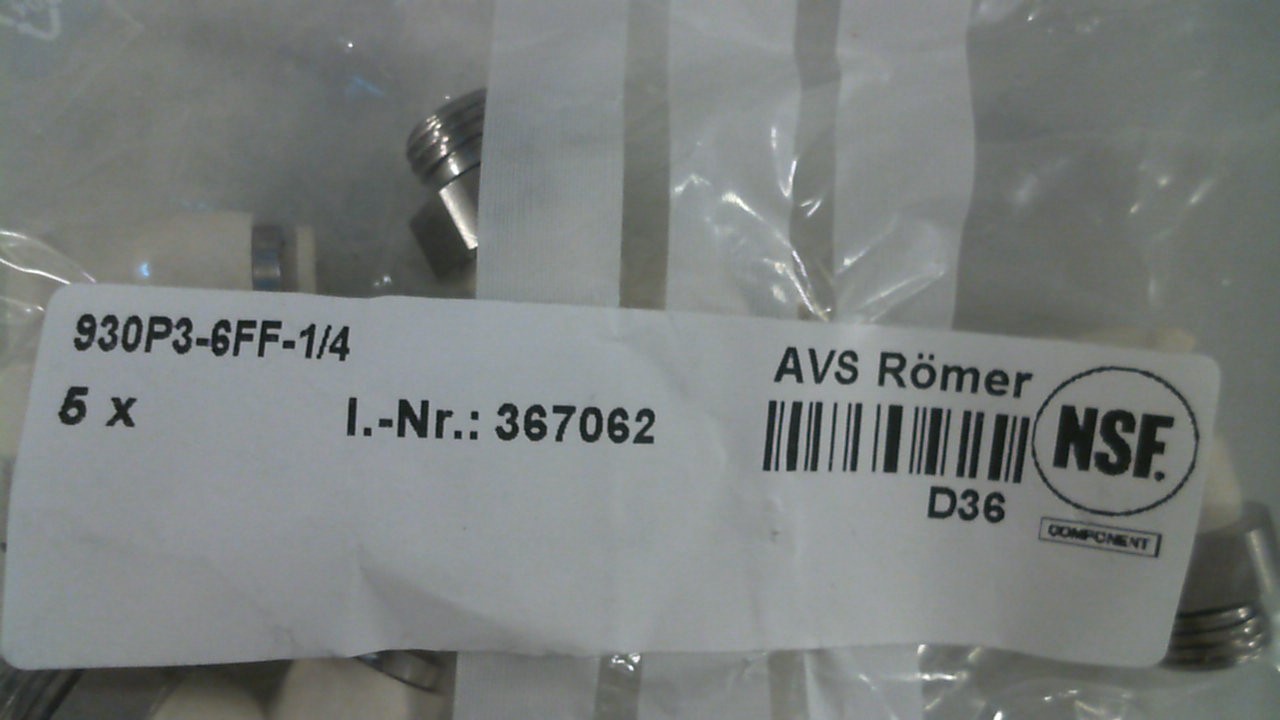 930P3-6FF-1/4
5 x
I.-Nr.: 367062
AVS Römer
D36
NSF.
COMPONENT